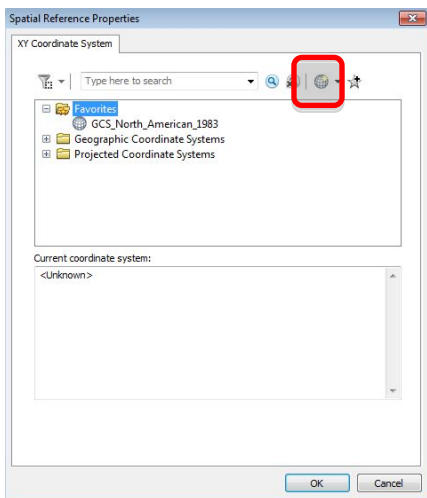 Spatial Reference Properties
XY Coordinate System
Type here to search
Favorites
GCS_North_American_1983
Geographic Coordinate Systems
Projected Coordinate Systems
Current coordinate system:
<Unknown>
OK Cancel